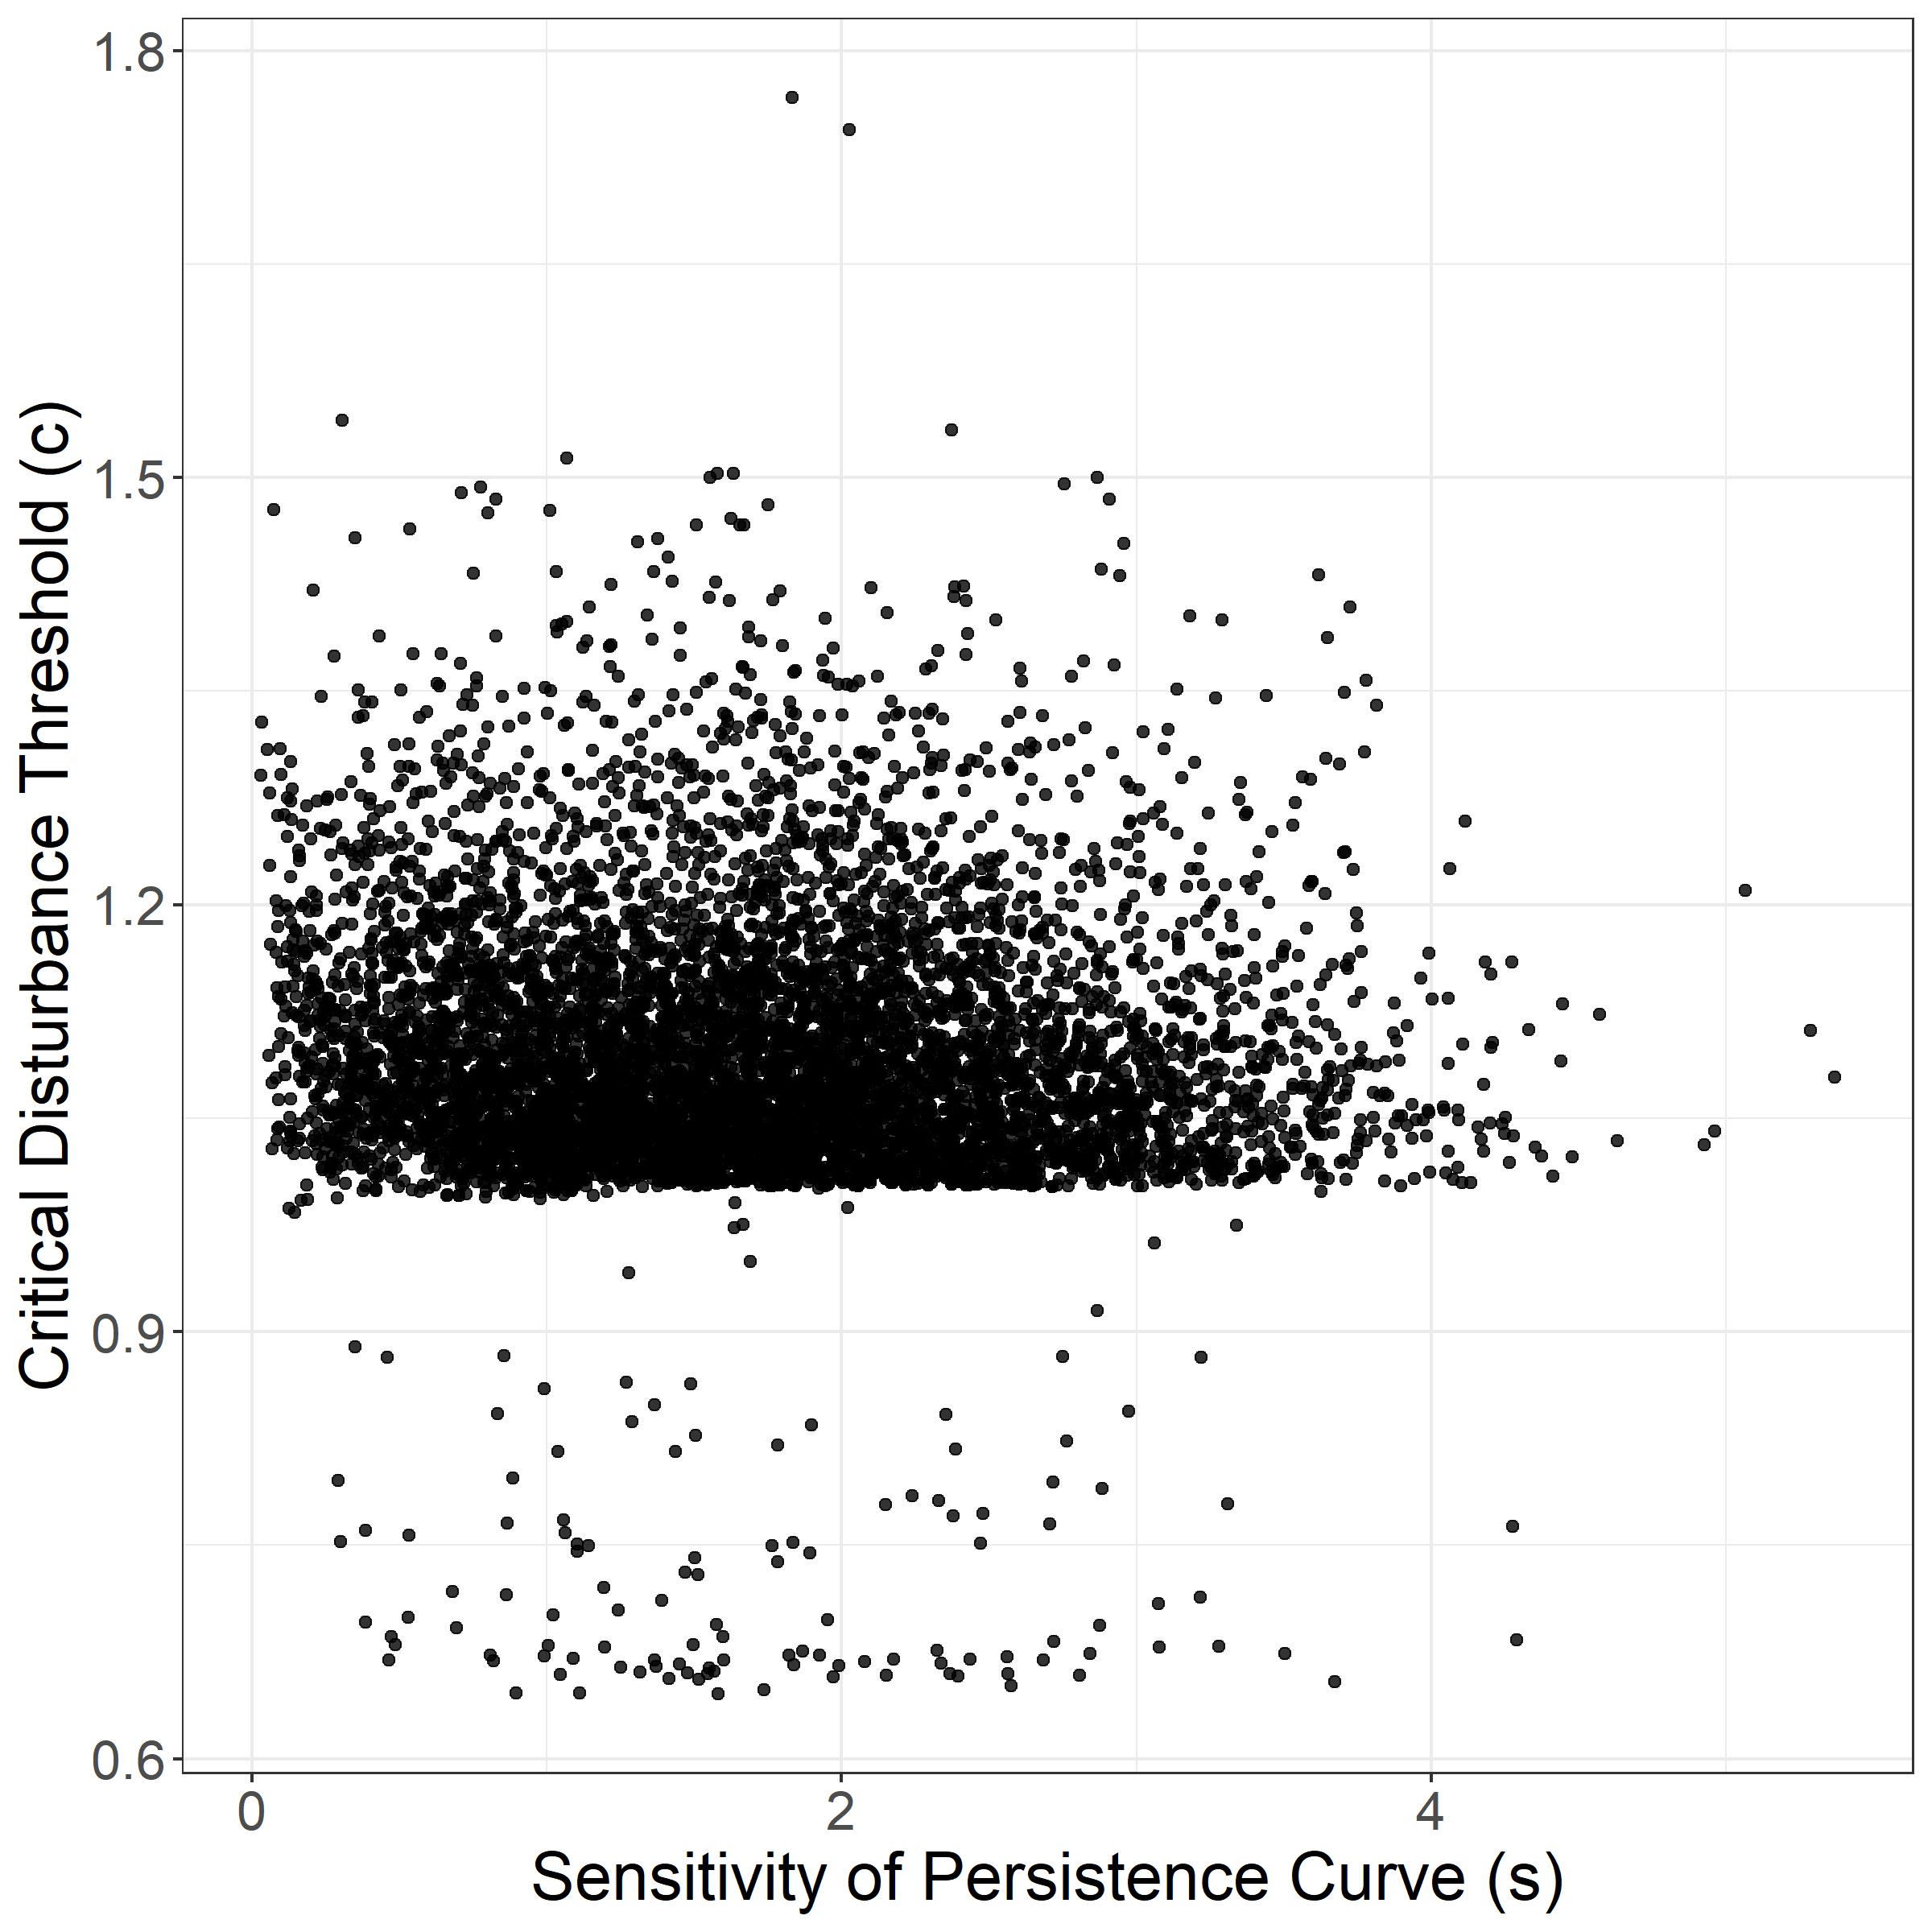 Critical Disturbance Threshold (c)
1.8
1.5
1.2
0.9
0.6
0 2 4
Sensitivity of Persistence Curve (s)